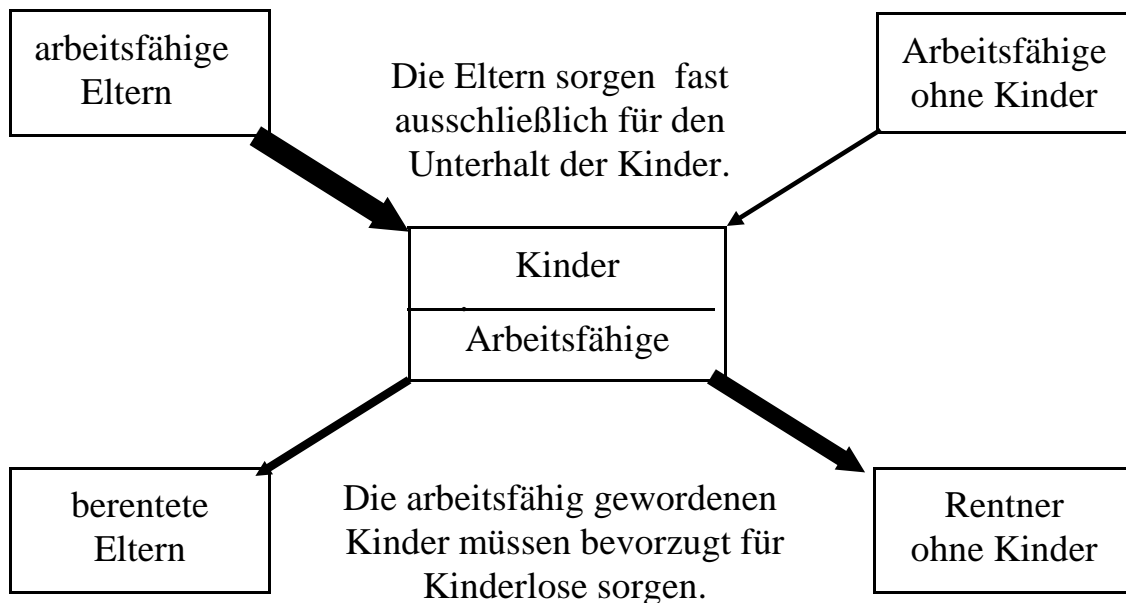 arbeitsfähige
Eltern
Die Eltern sorgen fast
ausschließlich für den
Unterhalt der Kinder.
Arbeitsfähige
ohne Kinder
Kinder
Arbeitsfähige
berentete
Eltern
Die arbeitsfähig gewordenen
Kinder müssen bevorzugt für
Kinderlose sorgen.
Rentner
ohne Kinder